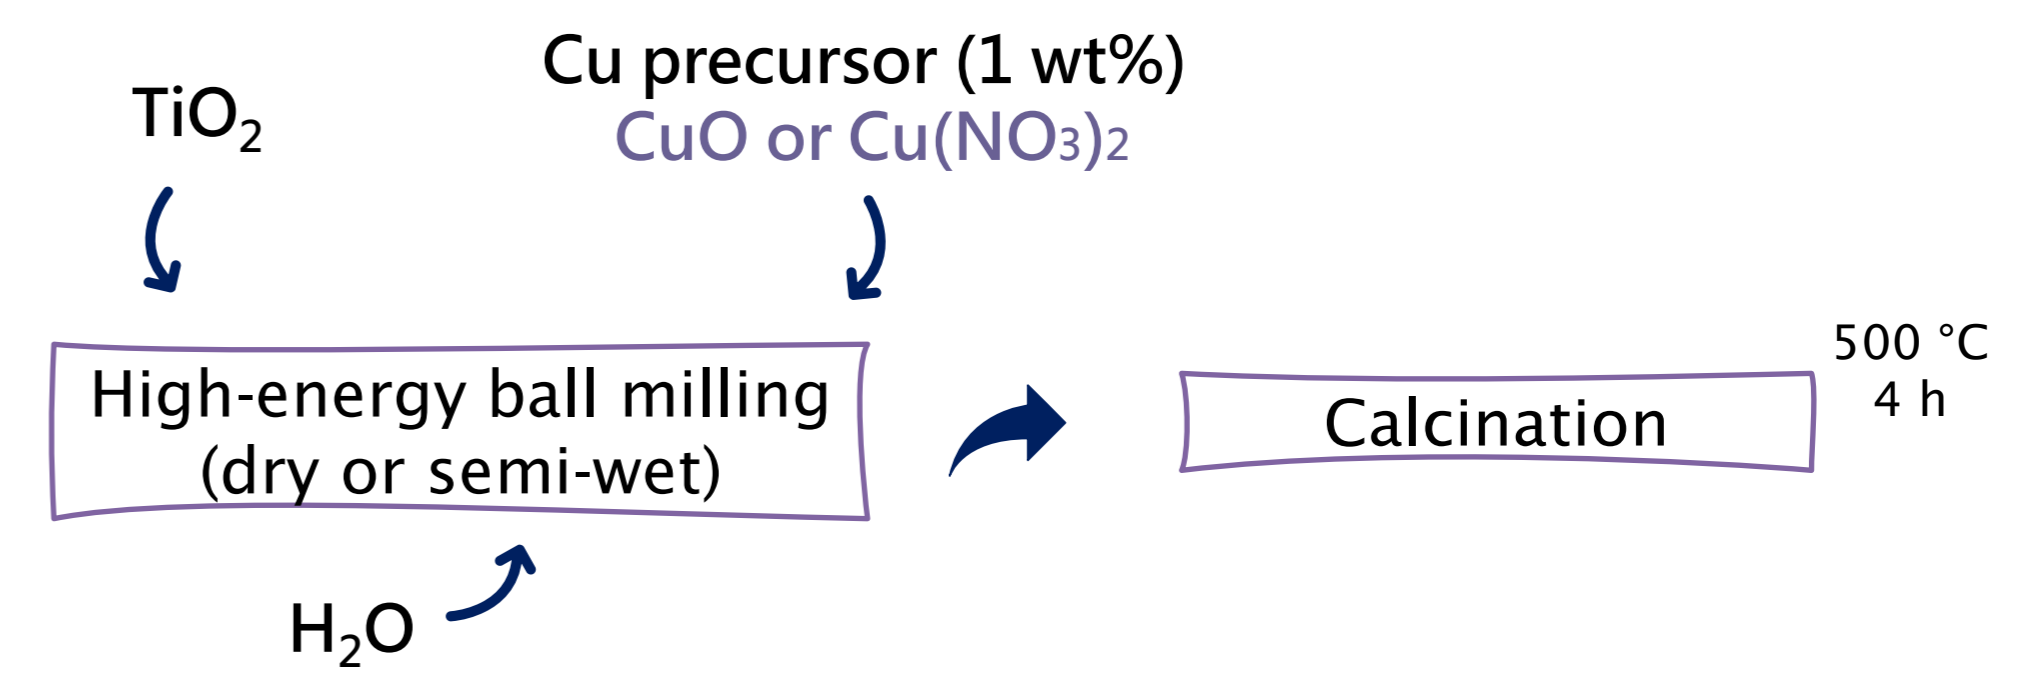 Cu precursor (1 wt%)
TiO₂
CuO or Cu(NO₃)₂
High-energy ball milling
(dry or semi-wet)
H₂O
Calcination
500 °C
4 h